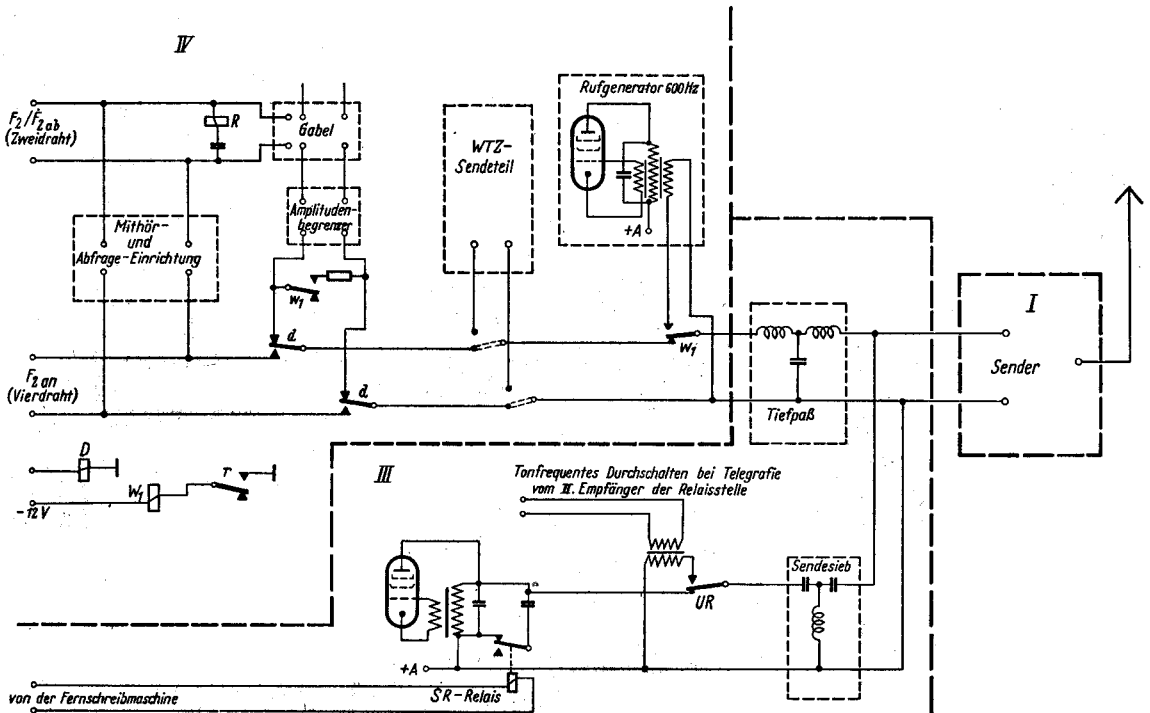 IV
F2/F2ab
(Zweidraht)
R
Gabel
WTZ-
Sendeteil
Rufgenerator 600Hz
+A
Amplituden-
begrenzer
Mithör-
und
Abfrage-Einrichtung
w1
d
w1
F2an
(Vierdraht)
d
Tiefpaß
I
Sender
D
W1
r
-12V
III
Tonfrequentes Durchschalten bei Telegrafie
vom II. Empfänger der Relaisstelle
UR
Sendesieb
+A
SR-Relais
von der Fernschreibmaschine